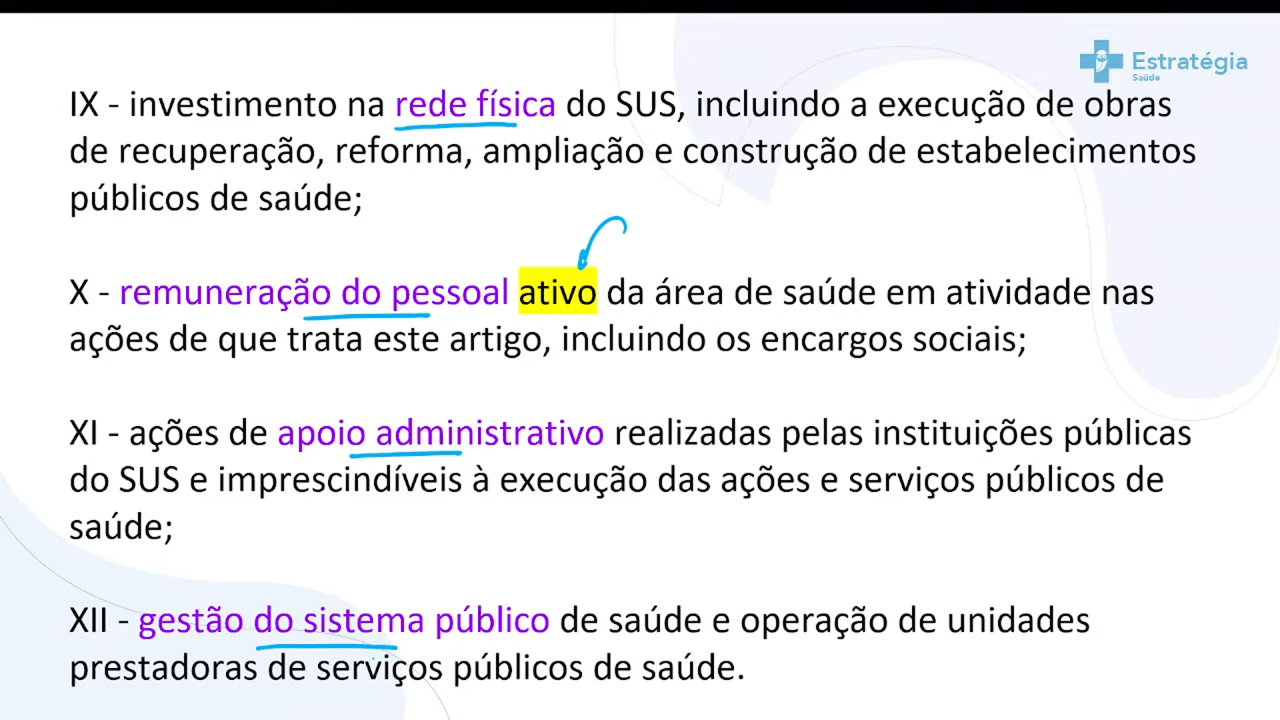 Estratégia
Saúde
IX - investimento na rede física do SUS, incluindo a execução de obras
de recuperação, reforma, ampliação e construção de estabelecimentos
públicos de saúde;
X - remuneração do pessoal ativo da área de saúde em atividade nas
ações de que trata este artigo, incluindo os encargos sociais;
XI - ações de apoio administrativo realizadas pelas instituições públicas
do SUS e imprescindíveis à execução das ações e serviços públicos de
saúde;
XII - gestão do sistema público de saúde e operação de unidades
prestadoras de serviços públicos de saúde.